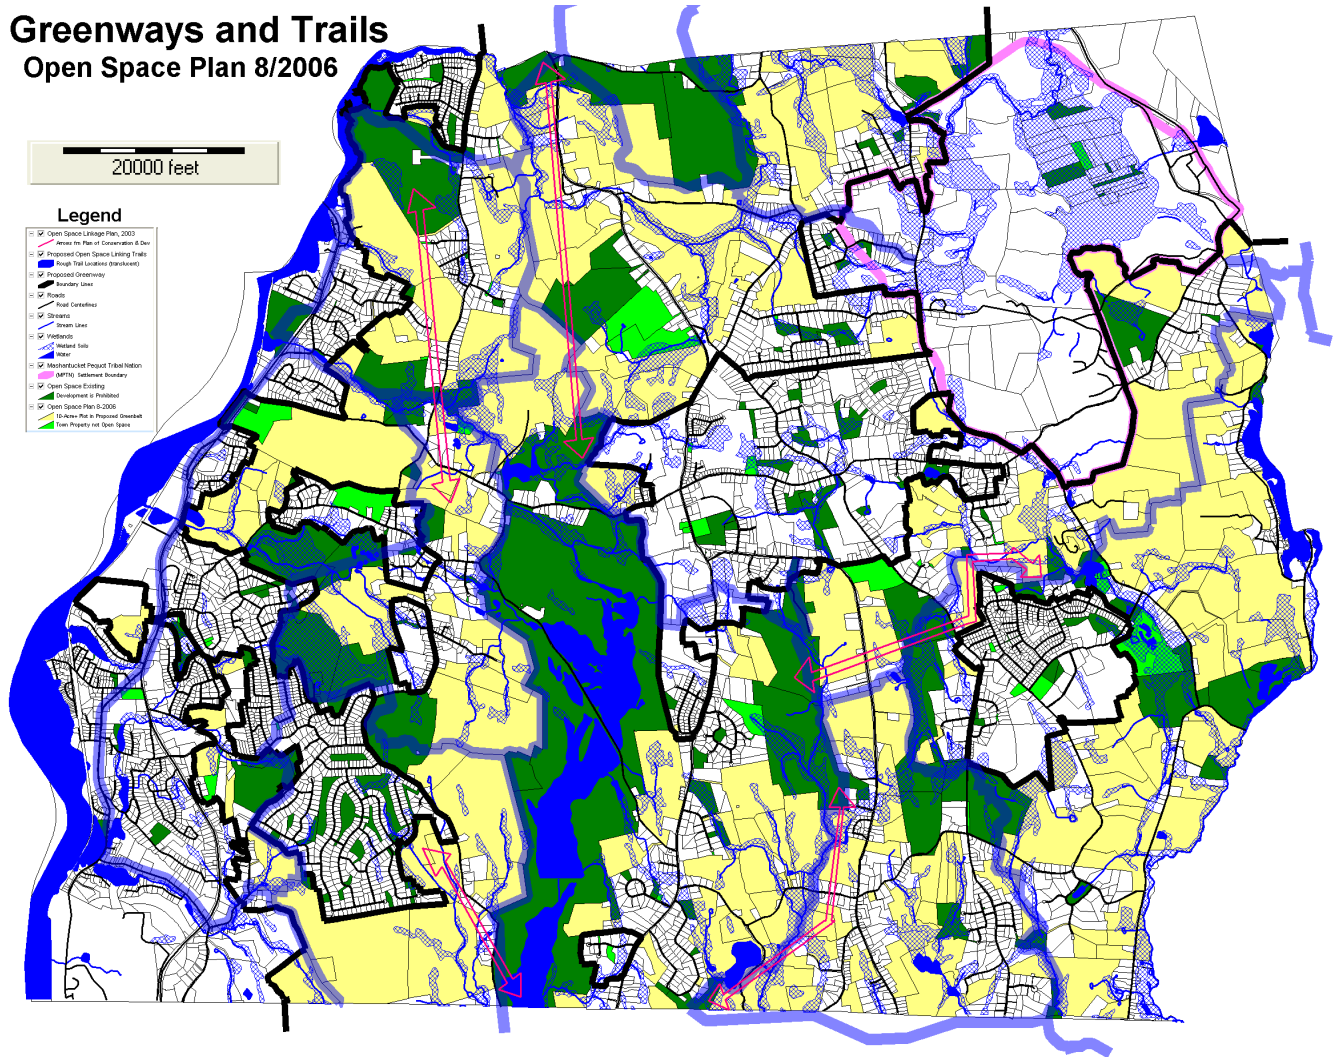 Greenways and Trails
Open Space Plan 8/2006
20000 feet
Legend
Open Space Linkage Plan, 2003
Arrows frm Plan of Conservation & Dev
Proposed Open Space Linking Trails
Rough Trail Locations (translucent)
Proposed Greenway
Boundary Lines
Roads
Road Centerlines
Streams
Stream Lines
Wetlands
Wetland Soils
Water
Mashantucket Pequot Tribal Nation
(MPTN) Settlement Boundary
Open Space Existing
Development is Prohibited
Open Space Plan 8-2006
10-Acre+ Plot in Proposed Greenbelt
Town Property not Open Space